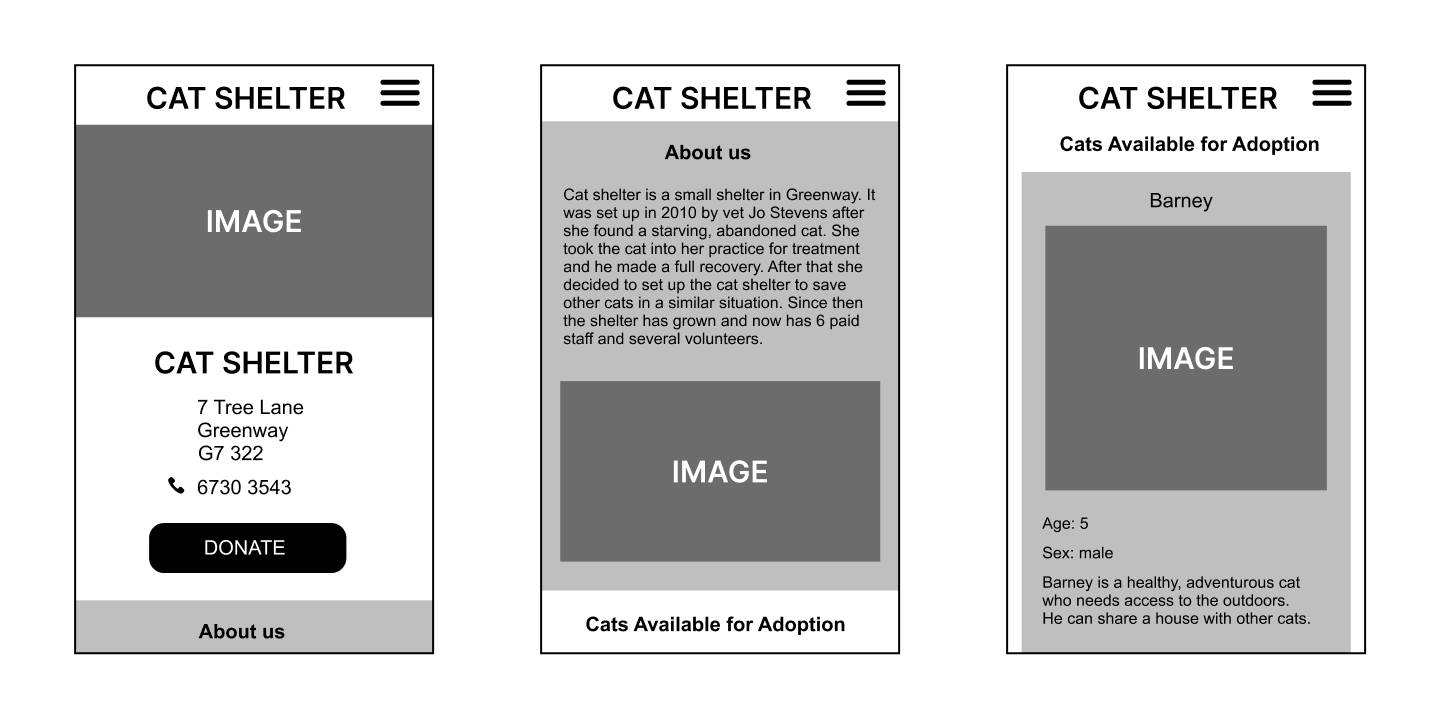 CAT SHELTER
IMAGE
CAT SHELTER
7 Tree Lane
Greenway
G7 322
6730 3543
DONATE
About us
CAT SHELTER
About us
Cat shelter is a small shelter in Greenway. It
was set up in 2010 by vet Jo Stevens after
she found a starving, abandoned cat. She
took the cat into her practice for treatment
and he made a full recovery. After that she
decided to set up the cat shelter to save
other cats in a similar situation. Since then
the shelter has grown and now has 6 paid
staff and several volunteers.
IMAGE
Cats Available for Adoption
CAT SHELTER
Cats Available for Adoption
Barney
IMAGE
Age: 5
Sex: male
Barney is a healthy, adventurous cat
who needs access to the outdoors.
He can share a house with other cats.